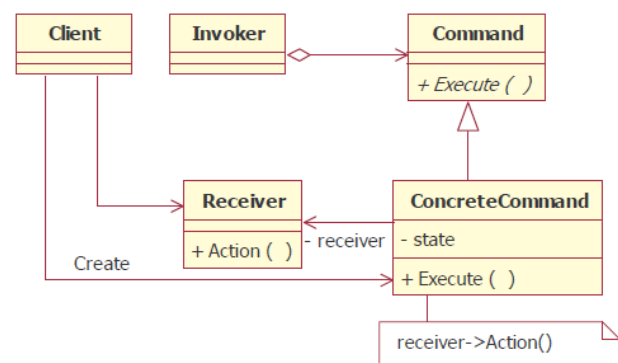 Client
Invoker
Command
+ Execute ( )
Receiver
+ Action ( )
- receiver
ConcreteCommand
- state
+ Execute ( )
Create
receiver->Action()